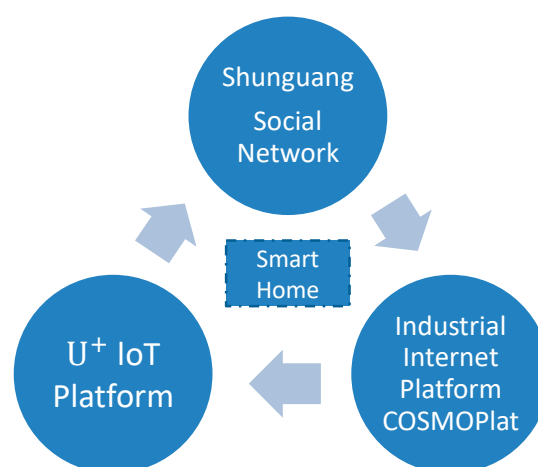 Shunguang
Social
Network
Smart
Home
U⁺ IoT
Platform
Industrial
Internet
Platform
COSMOPlat